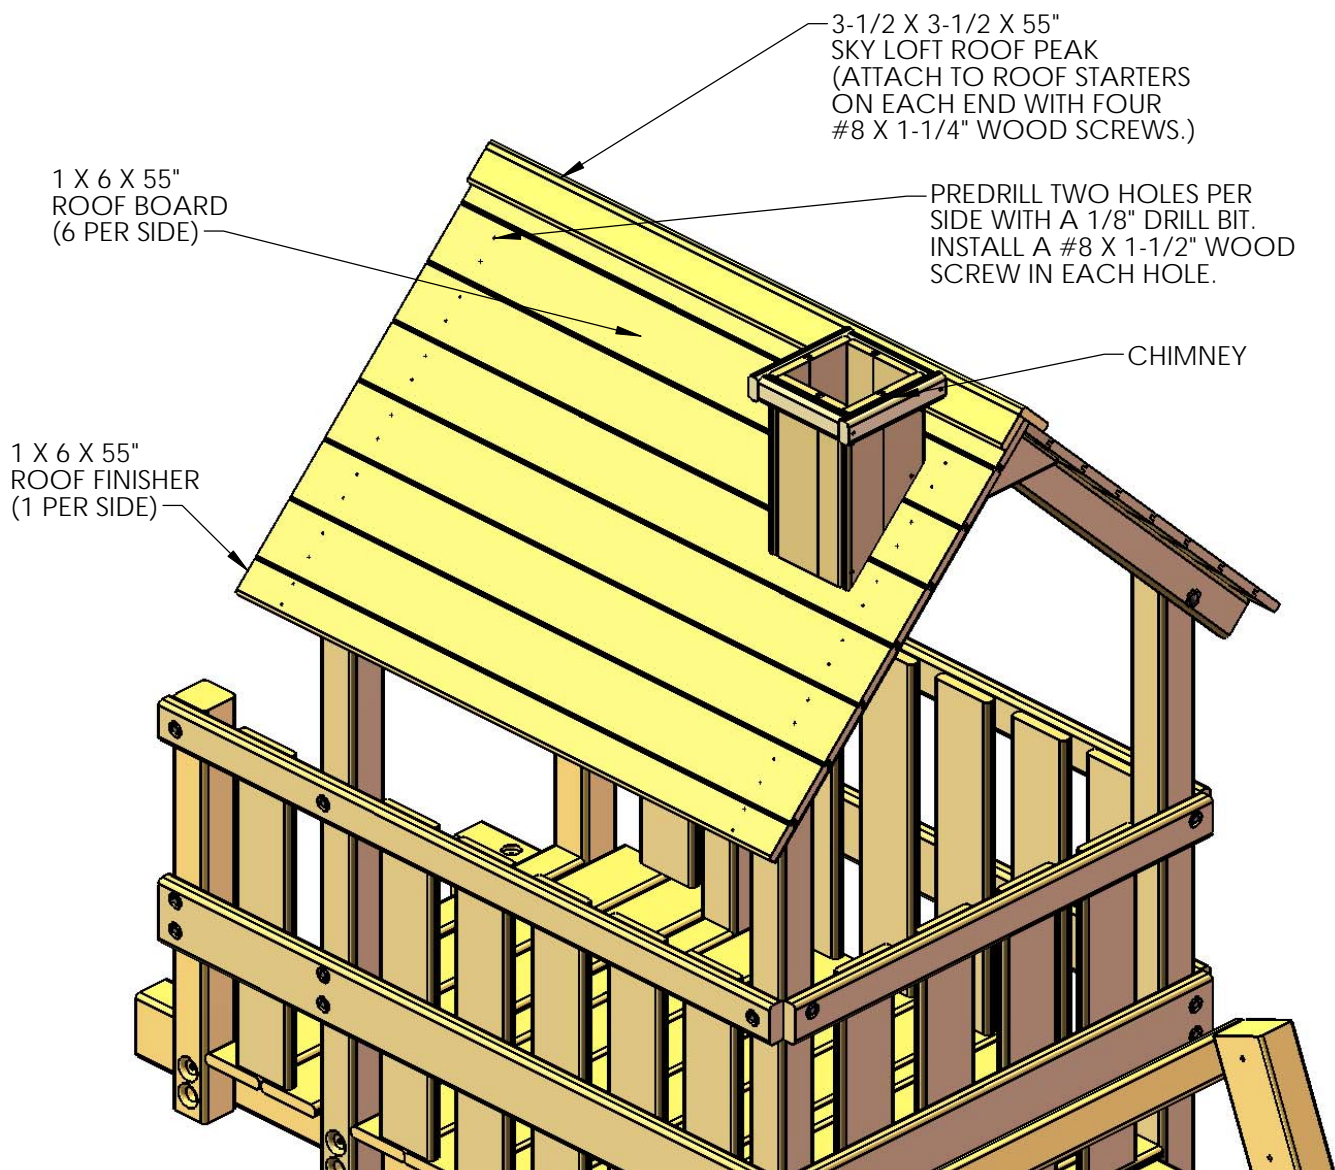 3-1/2 X 3-1/2 X 55"
SKY LOFT ROOF PEAK
(ATTACH TO ROOF STARTERS
ON EACH END WITH FOUR
#8 X 1-1/4" WOOD SCREWS.)
1 X 6 X 55"
ROOF BOARD
(6 PER SIDE)
PREDRILL TWO HOLES PER
SIDE WITH A 1/8" DRILL BIT.
INSTALL A #8 X 1-1/2" WOOD
SCREW IN EACH HOLE.
CHIMNEY
1 X 6 X 55"
ROOF FINISHER
(1 PER SIDE)